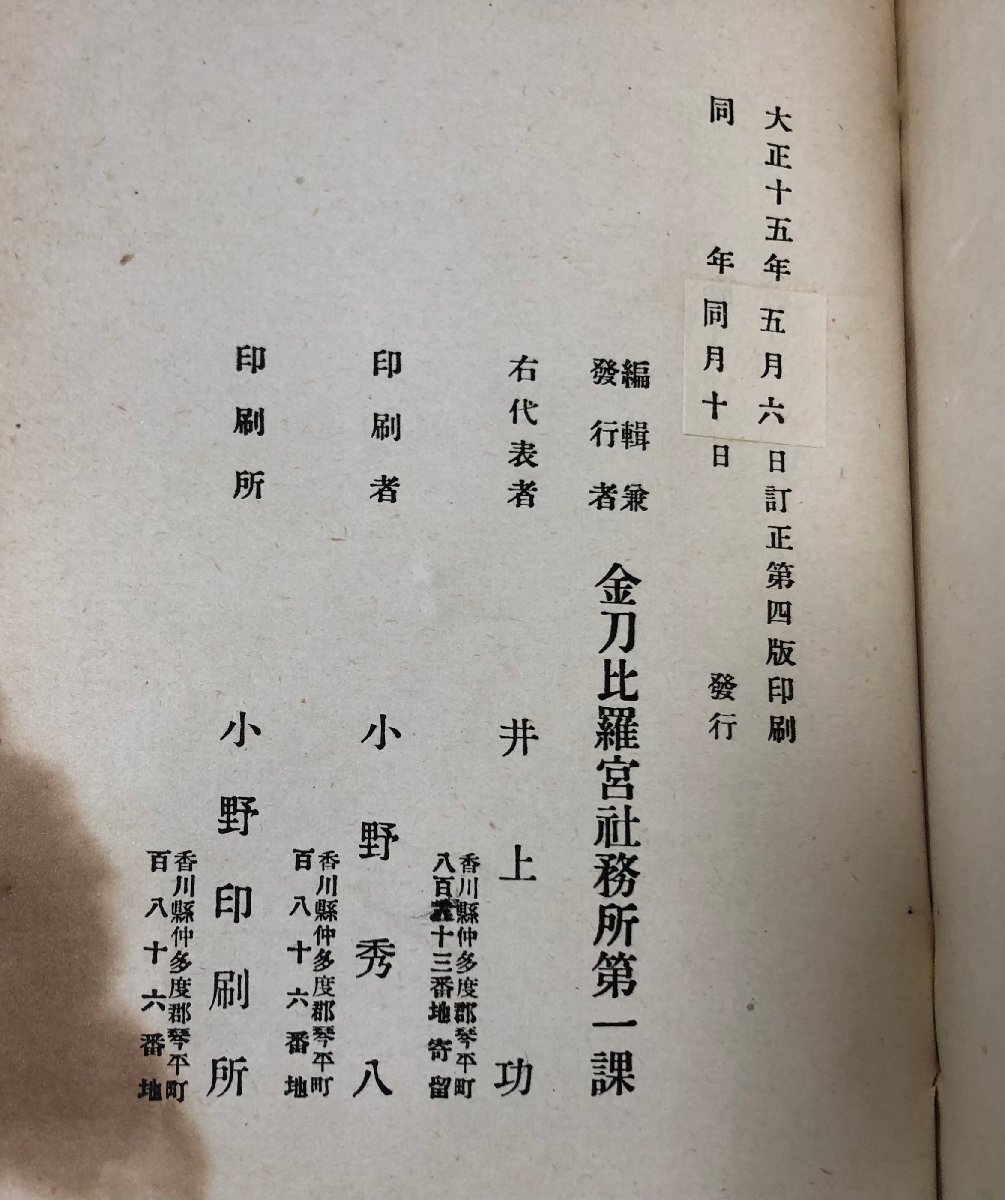 大正十五年五月六日訂正第四版印刷
同年同月十日發行
編輯兼
發行者
金刀比羅宮社務所第一課
右代表者
井上功
香川縣仲多度郡琴平町
八百十三番地寄留
印刷者
小野秀八
香川縣仲多度郡琴平町
百八十六番地
印刷所
小野印刷所
香川縣仲多度郡琴平町
百八十六番地